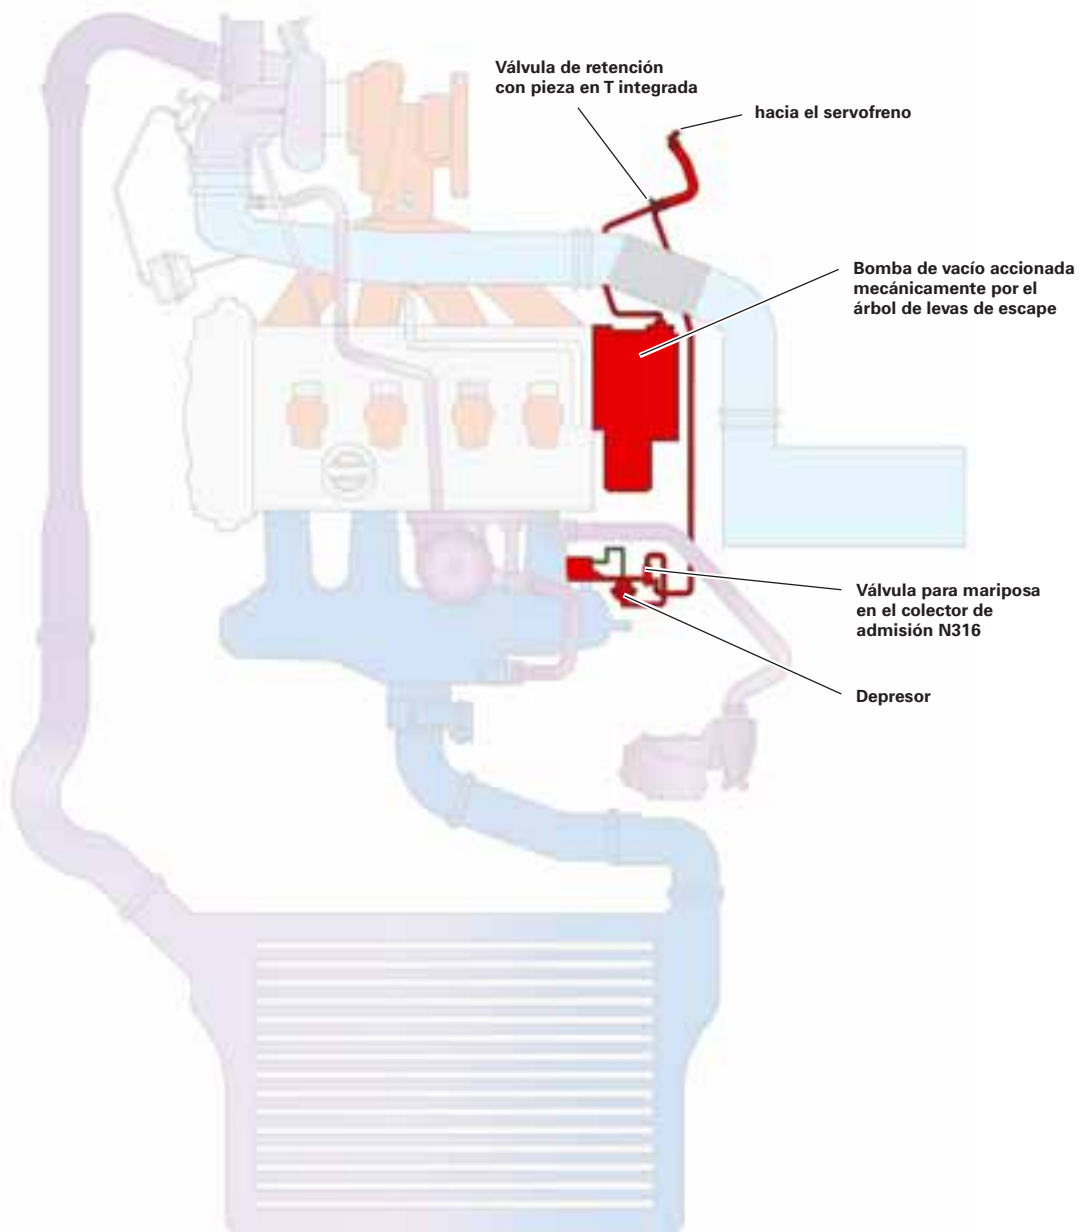 Válvula de retención
con pieza en T integrada
hacia el servofreno
Bomba de vacío accionada
mecánicamente por el
árbol de levas de escape
Válvula para mariposa
en el colector de
admisión N316
Depresor